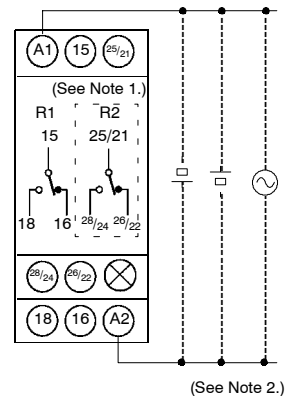 A1 15 25/21
(See Note 1.)
R1 R2
15 25/21
18 16 28/24 26/22
28/24 26/22
18 16 A2
(See Note 2.)